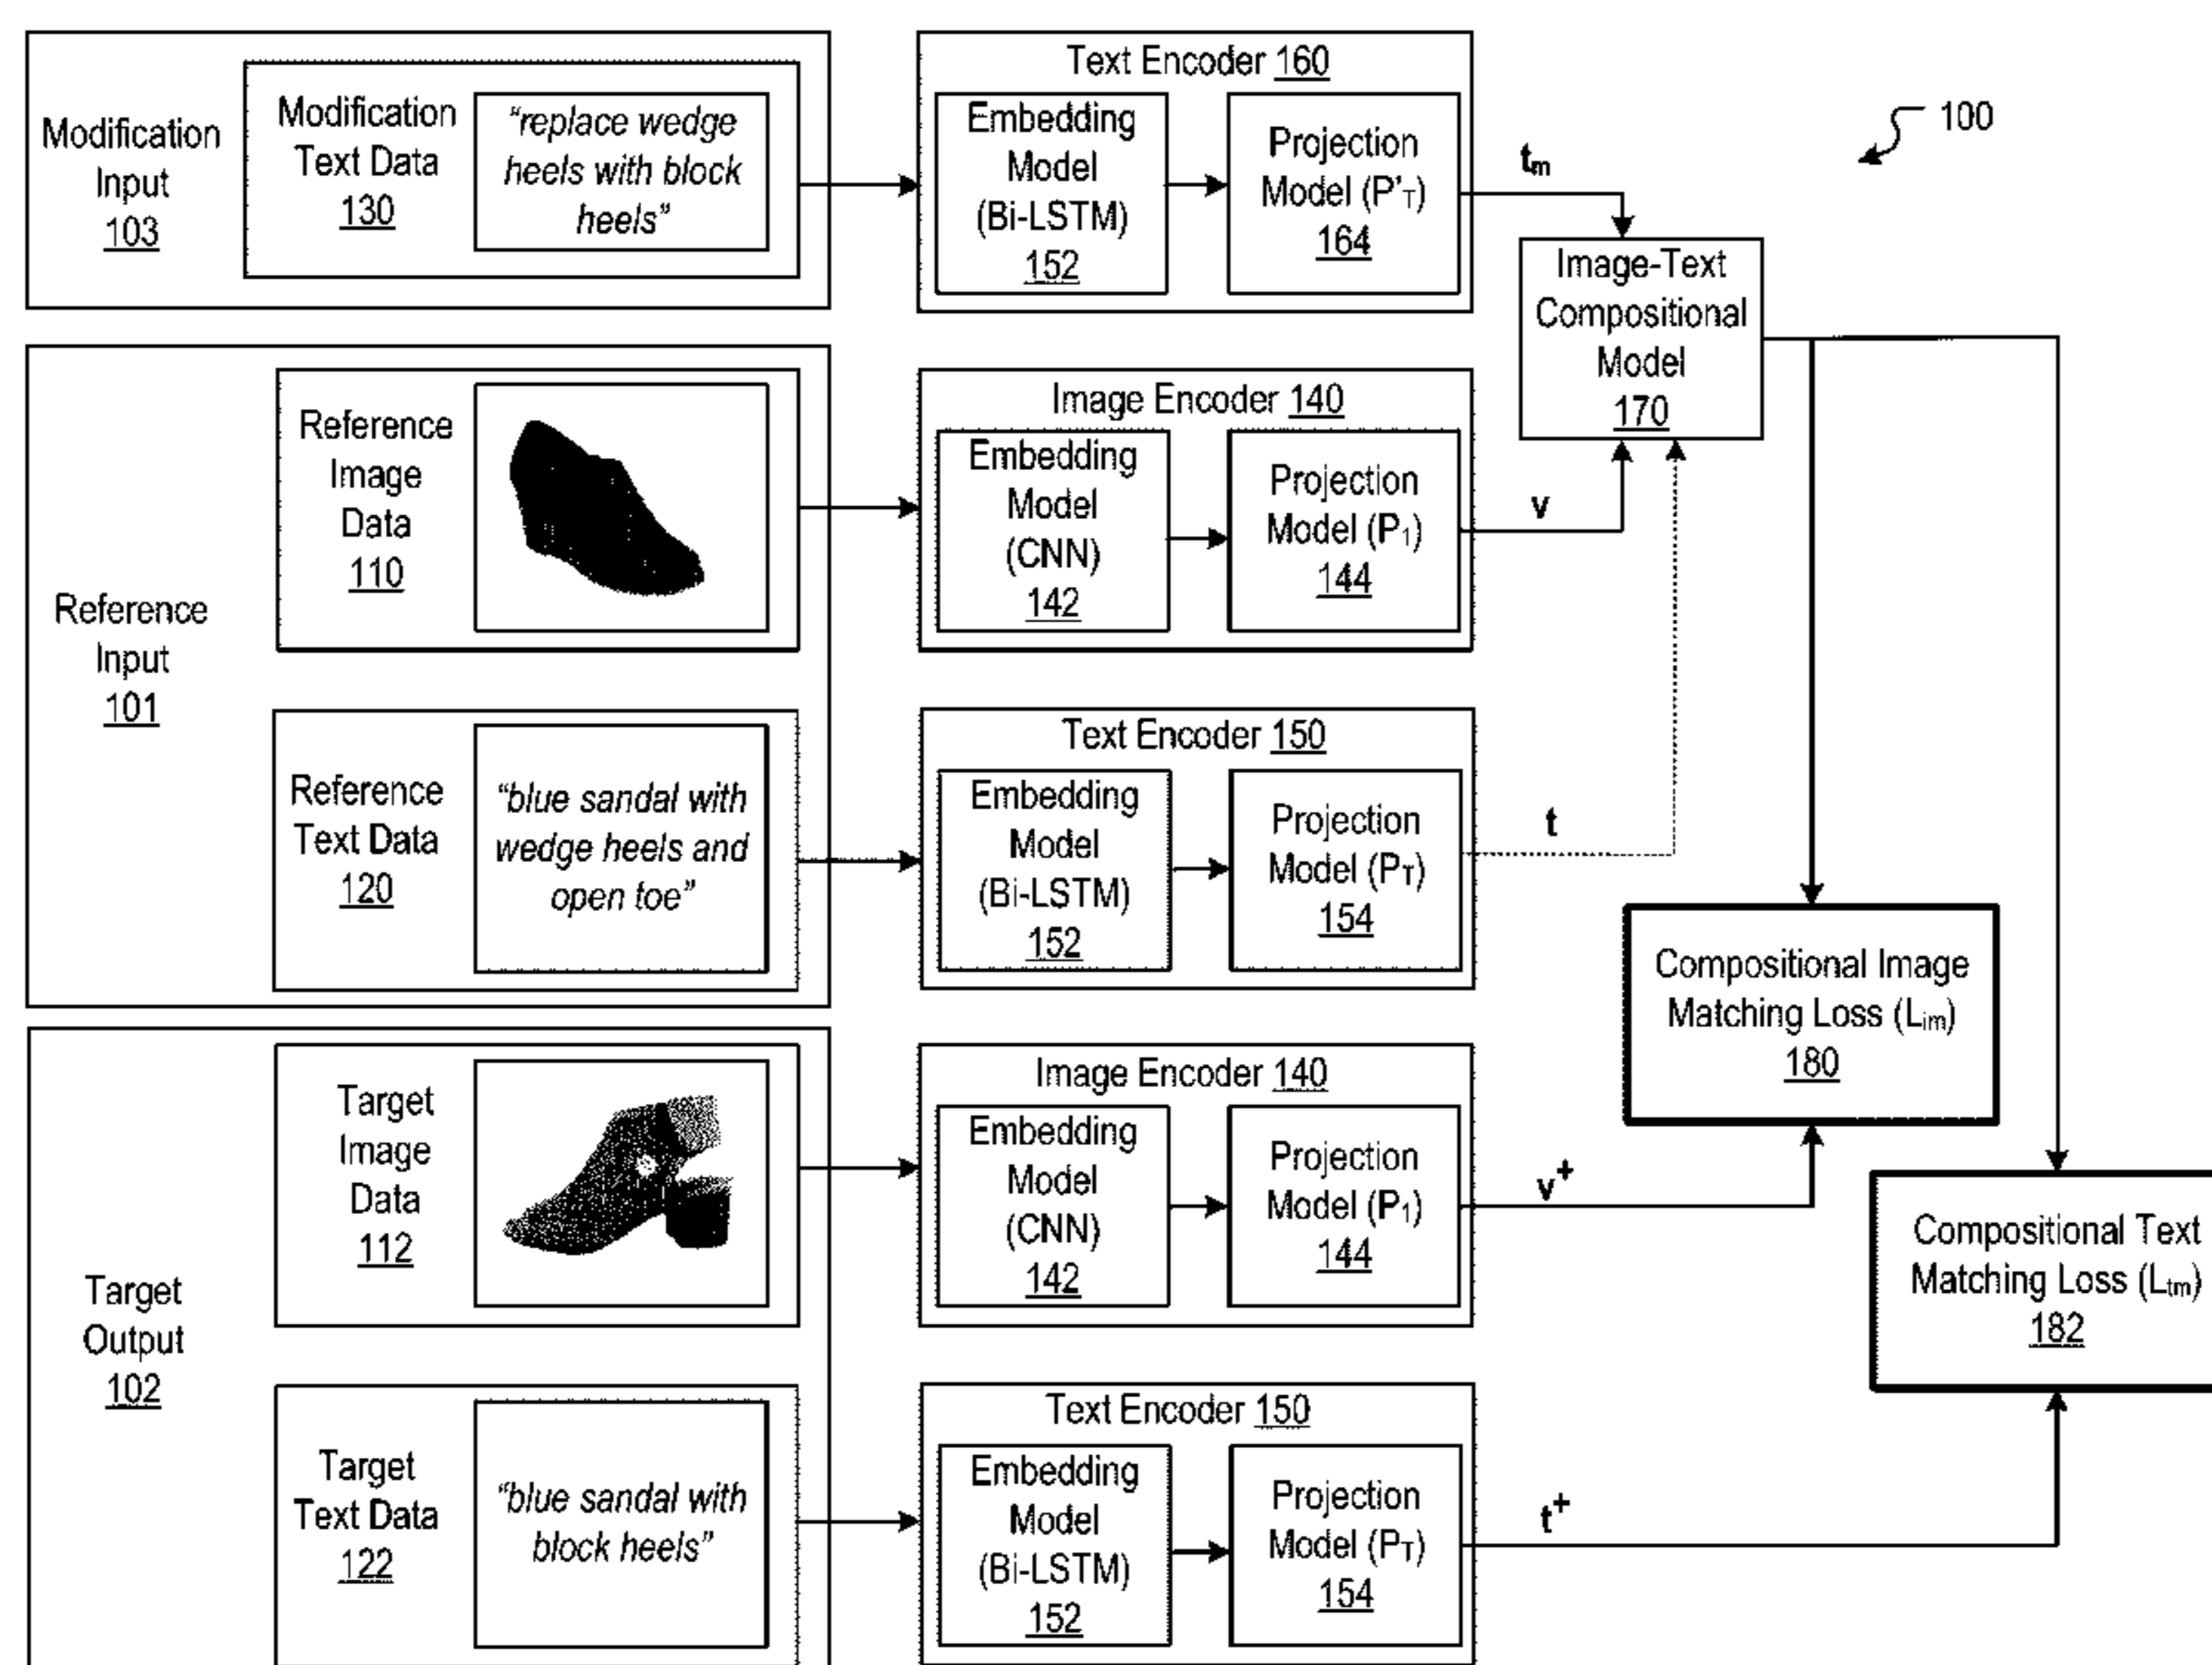 Modification
Input
103
Modification
Text Data
130
“replace wedge
heels with block
heels”
Text Encoder 160
Embedding
Model
(Bi-LSTM)
152
Projection
Model (P'T)
164
tm
100
Image-Text
Compositional
Model
170
Reference
Input
101
Reference
Image
Data
110
Image Encoder 140
Embedding
Model
(CNN)
142
Projection
Model (P1)
144
v
Reference
Text Data
120
“blue sandal with
wedge heels and
open toe”
Text Encoder 150
Embedding
Model
(Bi-LSTM)
152
Projection
Model (PT)
154
t
Compositional Image
Matching Loss (Lim)
180
Target
Output
102
Target
Image
Data
112
Image Encoder 140
Embedding
Model
(CNN)
142
Projection
Model (P1)
144
v+
Compositional Text
Matching Loss (Ltm)
182
Target
Text Data
122
“blue sandal with
block heels”
Text Encoder 150
Embedding
Model
(Bi-LSTM)
152
Projection
Model (PT)
154
t+